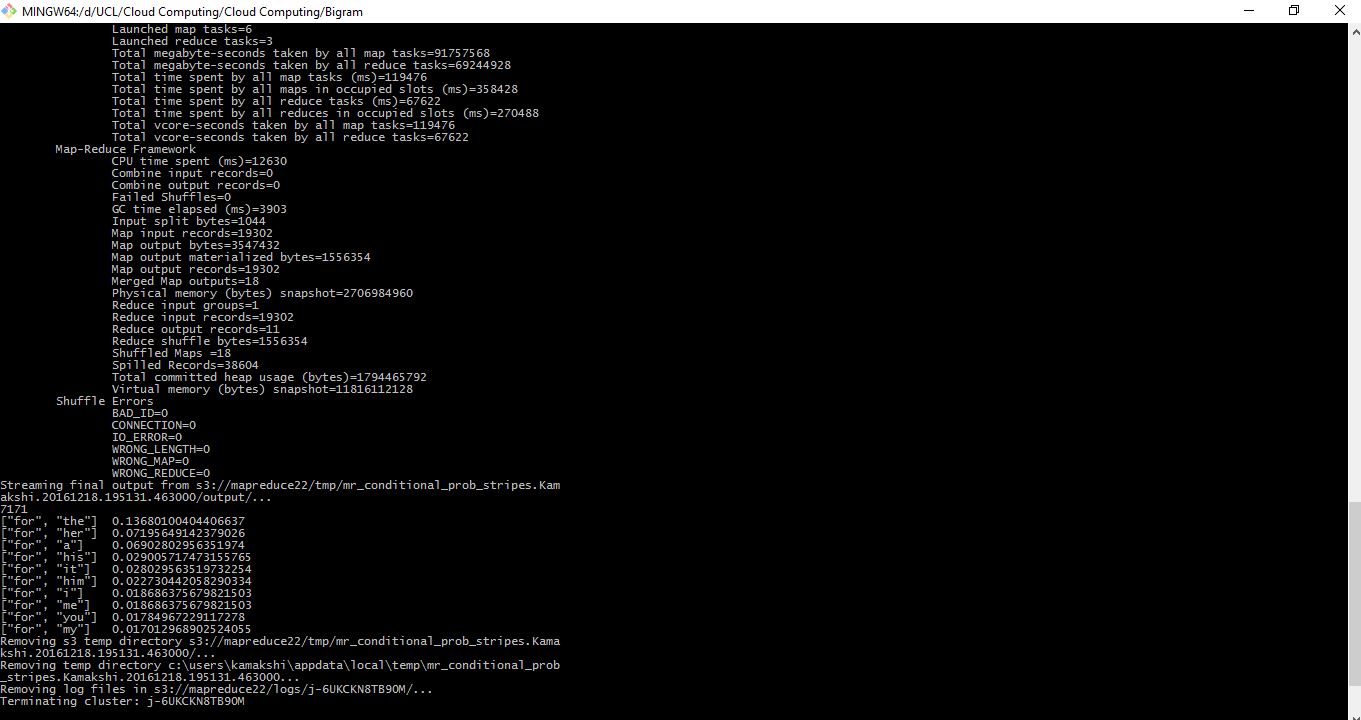 MINGW64:/d/UCL/Cloud Computing/Cloud Computing/Bigram
Launched map tasks=6
Launched reduce tasks=3
Total megabyte-seconds taken by all map tasks=91757568
Total megabyte-seconds taken by all reduce tasks=69244928
Total time spent by all map tasks (ms)=119476
Total time spent by all maps in occupied slots (ms)=358428
Total time spent by all reduce tasks (ms)=67622
Total time spent by all reduces in occupied slots (ms)=270488
Total vcore-seconds taken by all map tasks=119476
Total vcore-seconds taken by all reduce tasks=67622
Map-Reduce Framework
CPU time spent (ms)=12630
Combine input records=0
Combine output records=0
Failed Shuffles=0
GC time elapsed (ms)=3903
Input split bytes=1044
Map input records=19302
Map output bytes=3547432
Map output materialized bytes=1556354
Map output records=19302
Merged Map outputs=18
Physical memory (bytes) snapshot=2706984960
Reduce input groups=1
Reduce input records=19302
Reduce output records=11
Reduce shuffle bytes=1556354
Shuffled Maps =18
Spilled Records=38604
Total committed heap usage (bytes)=1794465792
Virtual memory (bytes) snapshot=11816112128
Shuffle Errors
BAD_ID=0
CONNECTION=0
IO_ERROR=0
WRONG_LENGTH=0
WRONG_MAP=0
WRONG_REDUCE=0
Streaming final output from s3://mapreduce22/tmp/mr_conditional_prob_stripes.Kam
akshi.20161218.195131.463000/output/...
7171
["for", "the"]  0.13680100404406637
["for", "her"]  0.07195649142379026
["for", "a"]    0.06902802956351974
["for", "his"]  0.029005717473155765
["for", "it"]   0.028029563519732254
["for", "him"]  0.022730442058290334
["for", "i"]    0.018686375679821503
["for", "me"]   0.018686375679821503
["for", "you"]  0.01784967229117278
["for", "my"]   0.017012968902524055
Removing s3 temp directory s3://mapreduce22/tmp/mr_conditional_prob_stripes.Kama
kshi.20161218.195131.463000/...
Removing temp directory c:\users\kamakshi\appdata\local\temp\mr_conditional_prob
_stripes.Kamakshi.20161218.195131.463000...
Removing log files in s3://mapreduce22/logs/j-6UKCKN8TB9OM/...
Terminating cluster: j-6UKCKN8TB9OM